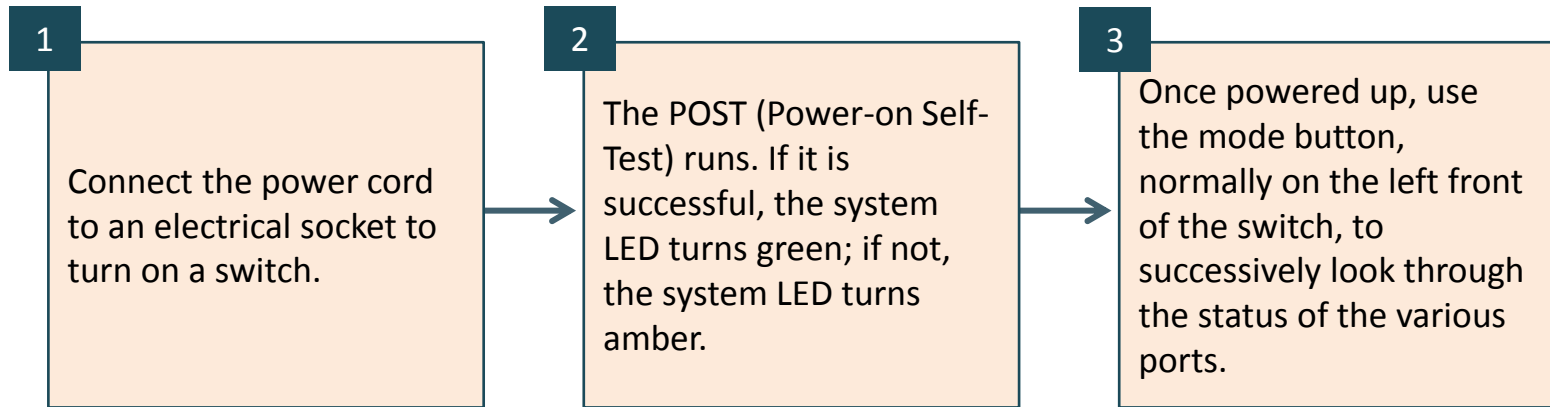 1
Connect the power cord
to an electrical socket to
turn on a switch.
2
The POST (Power-on Self-
Test) runs. If it is
successful, the system
LED turns green; if not,
the system LED turns
amber.
3
Once powered up, use
the mode button,
normally on the left front
of the switch, to
successively look through
the status of the various
ports.